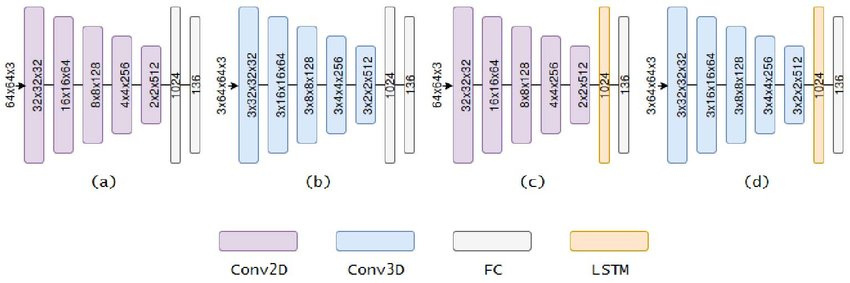 64x64x3
32x32x32
16x16x64
8x8x128
4x4x256
2x2x512
1024
136
(a)
3x64x64x3
3x32x32x32
3x16x16x64
3x8x8x128
3x4x4x256
3x2x2x512
1024
136
(b)
64x64x3
32x32x32
16x16x64
8x8x128
4x4x256
2x2x512
1024
136
(c)
3x64x64x3
3x32x32x32
3x16x16x64
3x8x8x128
3x4x4x256
3x2x2x512
1024
136
(d)
Conv2D
Conv3D
FC
LSTM